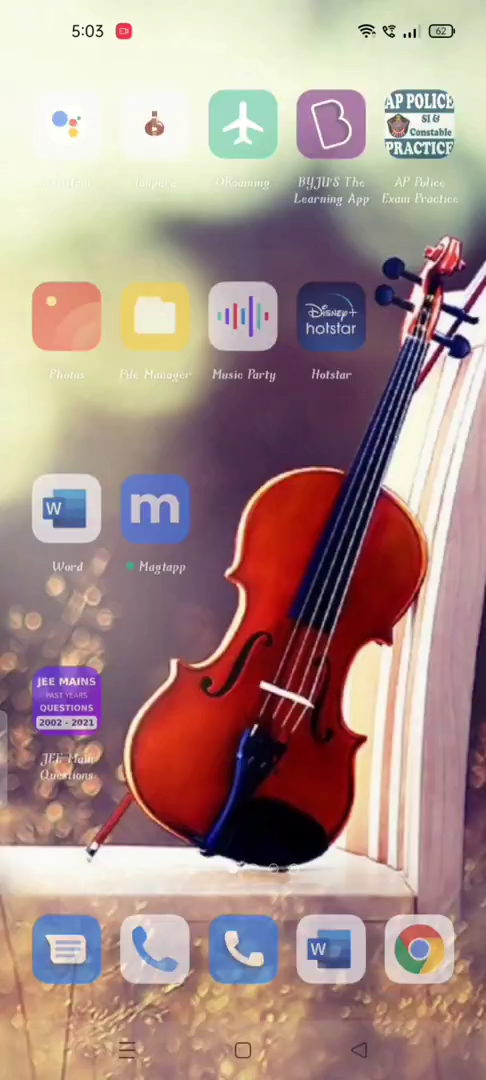 5:03
62
AP POLICE
SI &
Constable
PRACTICE
ORoaming
BYJU'S The
Learning App
AP Police
Exam Practice
Disney+
hotstar
Photos
File Manager
Music Party
Hotstar
W
m
Word
Magtapp
JEE MAINS
PAST YEARS
QUESTIONS
2002 - 2021
JEE Main
Questions
W